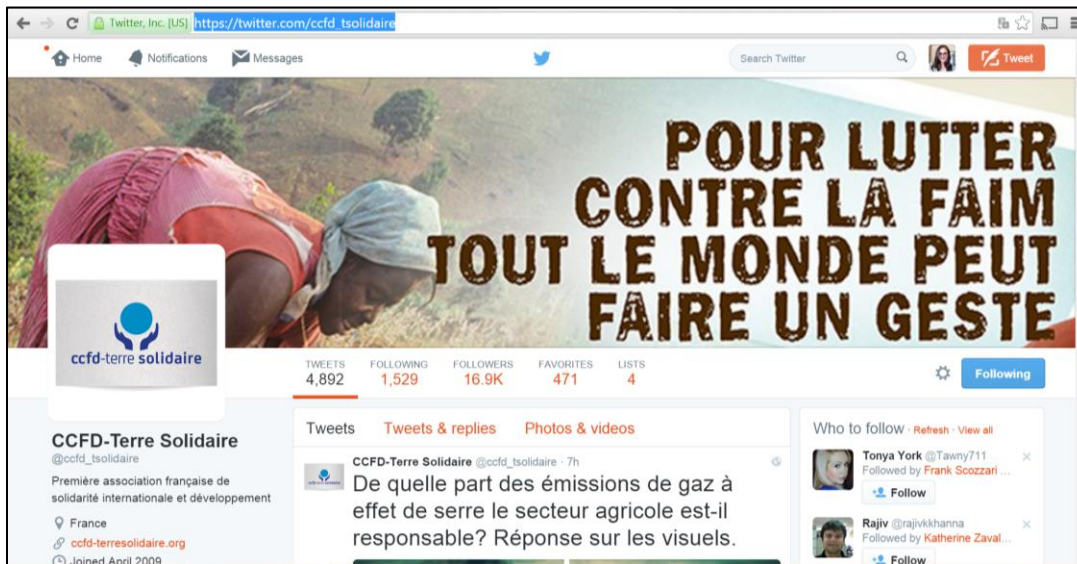 Twitter, Inc. [US] https://twitter.com/ccfd_tsolidaire
Home Notifications Messages Search Twitter Tweet
POUR LUTTER
CONTRE LA FAIM
TOUT LE MONDE PEUT
FAIRE UN GESTE
ccfd-terre solidaire
TWEETS FOLLOWING FOLLOWERS FAVORITES LISTS
4,892 1,529 16.9K 471 4
Following
CCFD-Terre Solidaire
@ccfd_tsolidaire
Première association française de
solidarité internationale et développement
France
ccfd-terresolidaire.org
Joined April 2009
Tweets Tweets & replies Photos & videos
CCFD-Terre Solidaire @ccfd_tsolidaire · 7h
De quelle part des émissions de gaz à
effet de serre le secteur agricole est-il
responsable? Réponse sur les visuels.
Who to follow · Refresh · View all
Tonya York @Tawny711
Followed by Frank Scozzari ...
Follow
Rajiv @rajivkkhanna
Followed by Katherine Zaval...
Follow